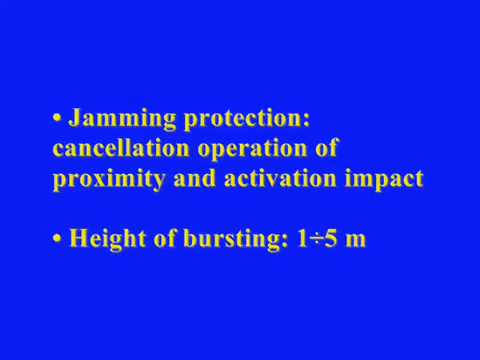 • Jamming protection:
cancellation operation of
proximity and activation impact
• Height of bursting: 1÷5 m